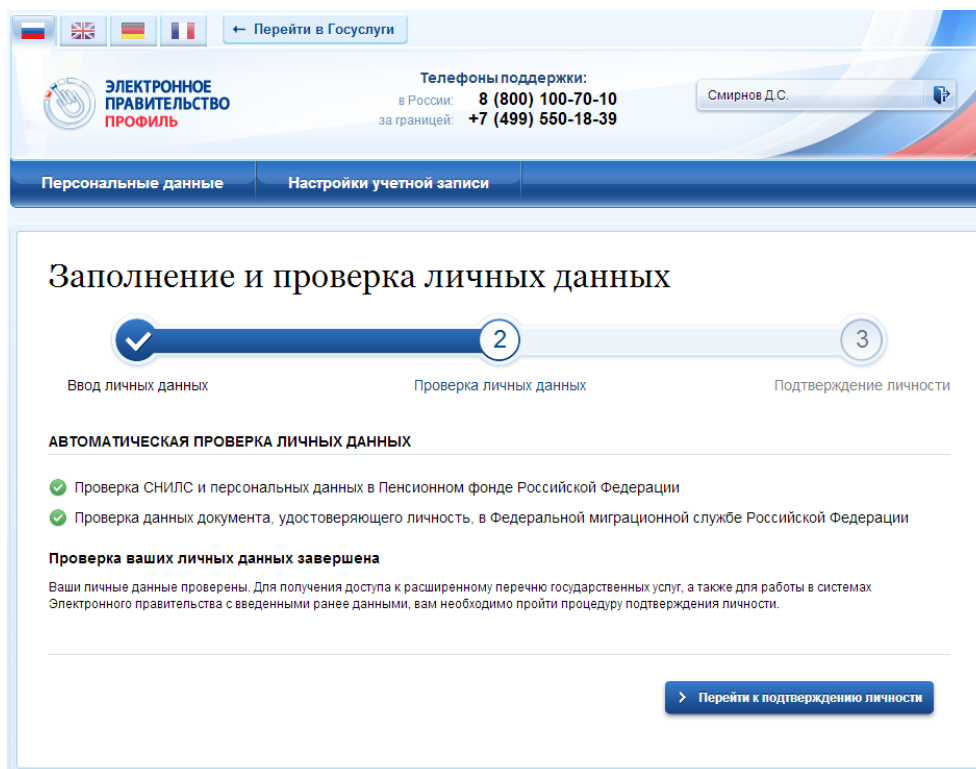 ← Перейти в Госуслуги
ЭЛЕКТРОННОЕ
ПРАВИТЕЛЬСТВО
ПРОФИЛЬ
Телефоны поддержки:
в России: 8 (800) 100-70-10
за границей: +7 (499) 550-18-39
Смирнов Д.С.
Персональные данные Настройки учетной записи
Заполнение и проверка личных данных
2 3
Ввод личных данных Проверка личных данных Подтверждение личности
АВТОМАТИЧЕСКАЯ ПРОВЕРКА ЛИЧНЫХ ДАННЫХ
Проверка СНИЛС и персональных данных в Пенсионном фонде Российской Федерации
Проверка данных документа, удостоверяющего личность, в Федеральной миграционной службе Российской Федерации
Проверка ваших личных данных завершена
Ваши личные данные проверены. Для получения доступа к расширенному перечню государственных услуг, а также для работы в системах
Электронного правительства с введенными ранее данными, вам необходимо пройти процедуру подтверждения личности.
Перейти к подтверждению личности